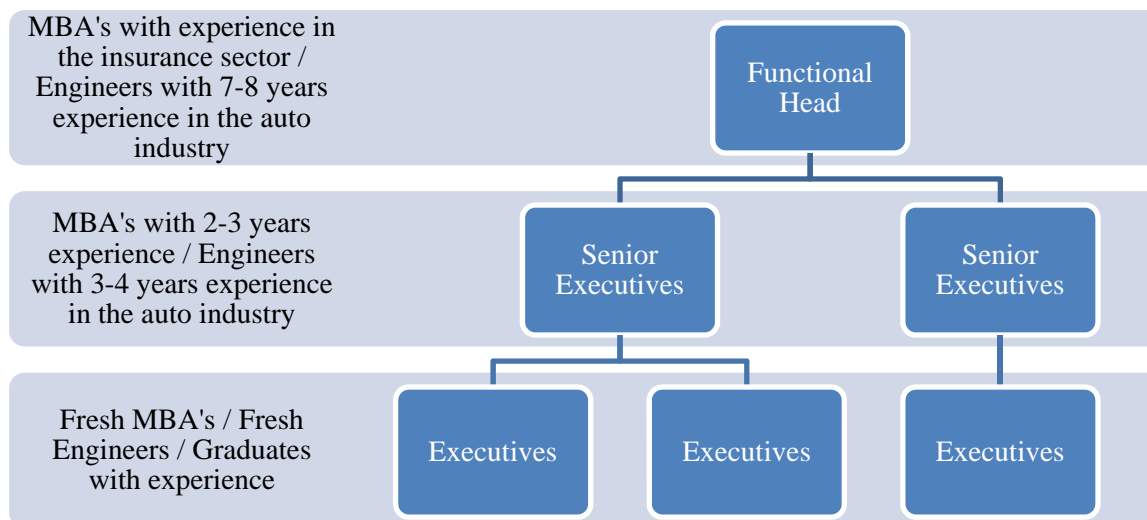 MBA's with experience in
the insurance sector /
Engineers with 7-8 years
experience in the auto
industry
Functional
Head
MBA's with 2-3 years
experience / Engineers
with 3-4 years experience
in the auto industry
Senior
Executives
Senior
Executives
Fresh MBA's / Fresh
Engineers / Graduates
with experience
Executives
Executives
Executives